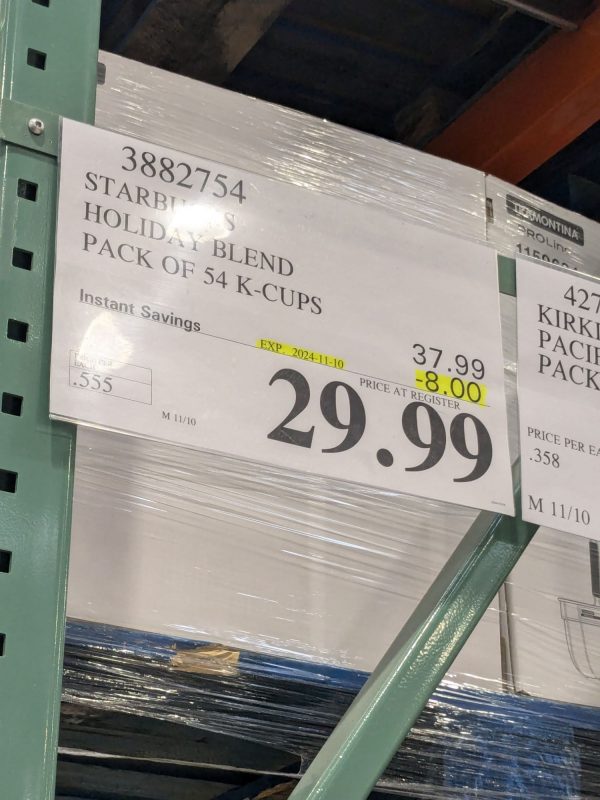 3882754
HOLIDAY BLEND
PACK OF 54 K-CUPS
Instant Savings
37.99
EXP. 2024-11-10
-8.00
PRICE AT REGISTER
29.99
.555
M 11/10
TRAMONTINA
PROLINE
427
KIRKL
PACIF
PACK
PRICE PER EA
.358
M 11/10